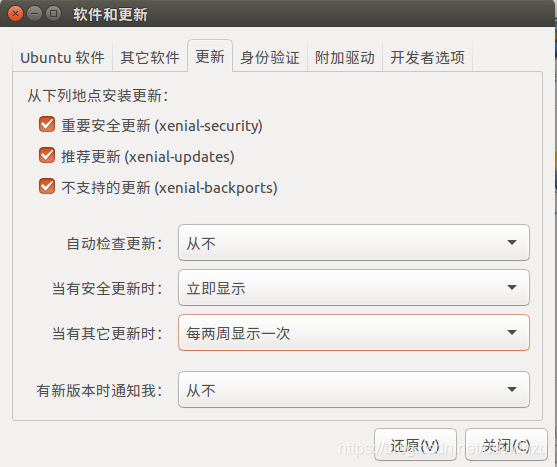 软件和更新
Ubuntu 软件 其它软件 更新 身份验证 附加驱动 开发者选项
从下列地点安装更新：
重要安全更新 (xenial-security)
推荐更新 (xenial-updates)
不支持的更新 (xenial-backports)
自动检查更新： 从不
当有安全更新时： 立即显示
当有其它更新时： 每两周显示一次
有新版本时通知我： 从不
还原(V) 关闭(C)